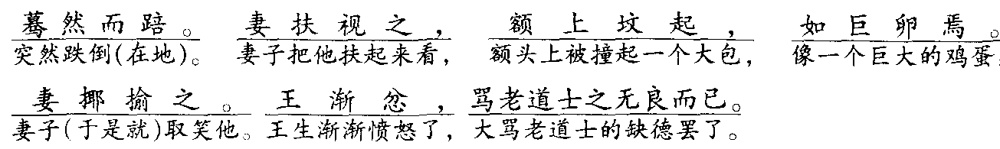 蓦然而踣。 妻扶视之， 额上坟起， 如巨卵焉。
突然跌倒(在地)。 妻子把他扶起来看， 额头上被撞起一个大包， 像一个巨大的鸡蛋，
妻揶揄之。 王渐忿， 骂老道士之无良而已。
妻子(于是就)取笑他。 王生渐渐愤怒了， 大骂老道士的缺德罢了。